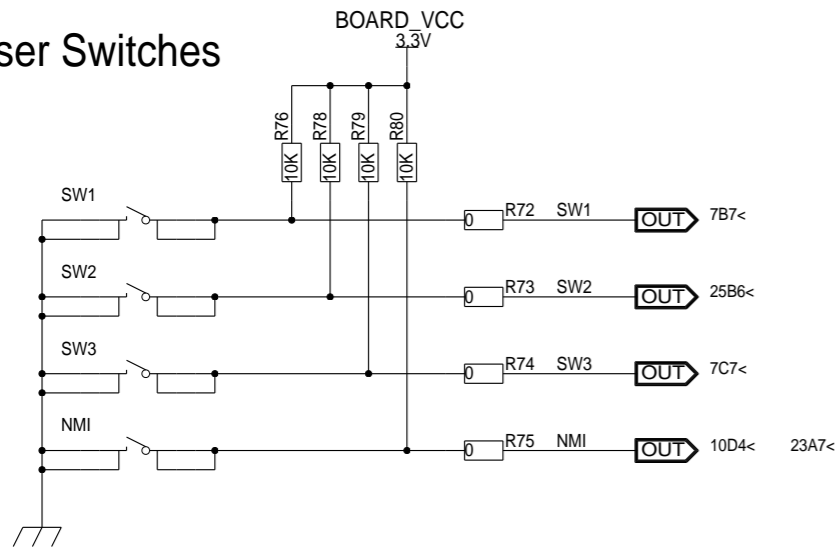 BOARD_VCC
3.3V
ser Switches
R76 R78 R79 R80
10K 10K 10K 10K
SW1
0 R72 SW1 OUT 7B7<
SW2
0 R73 SW2 OUT 25B6<
SW3
0 R74 SW3 OUT 7C7<
NMI
0 R75 NMI OUT 10D4< 23A7<